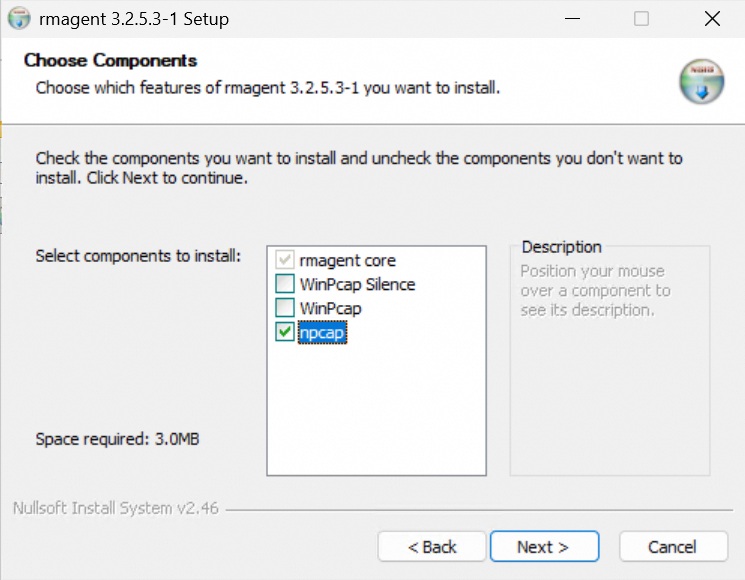 rmagent 3.2.5.3-1 Setup
Choose Components
Choose which features of rmagent 3.2.5.3-1 you want to install.
Check the components you want to install and uncheck the components you don't want to
install. Click Next to continue.
Select components to install:
rmagent core
WinPcap Silence
WinPcap
npcap
Description
Position your mouse
over a component to
see its description.
Space required: 3.0MB
Nullsoft Install System v2.46
< Back
Next >
Cancel